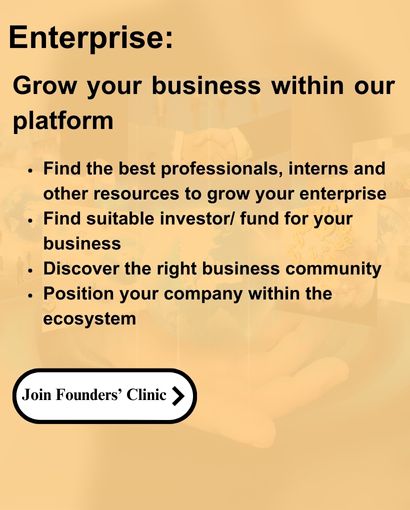 Enterprise:
Grow your business within our
platform
• Find the best professionals, interns and
other resources to grow your enterprise
• Find suitable investor/ fund for your
business
• Discover the right business community
• Position your company within the
ecosystem
Join Founders’ Clinic